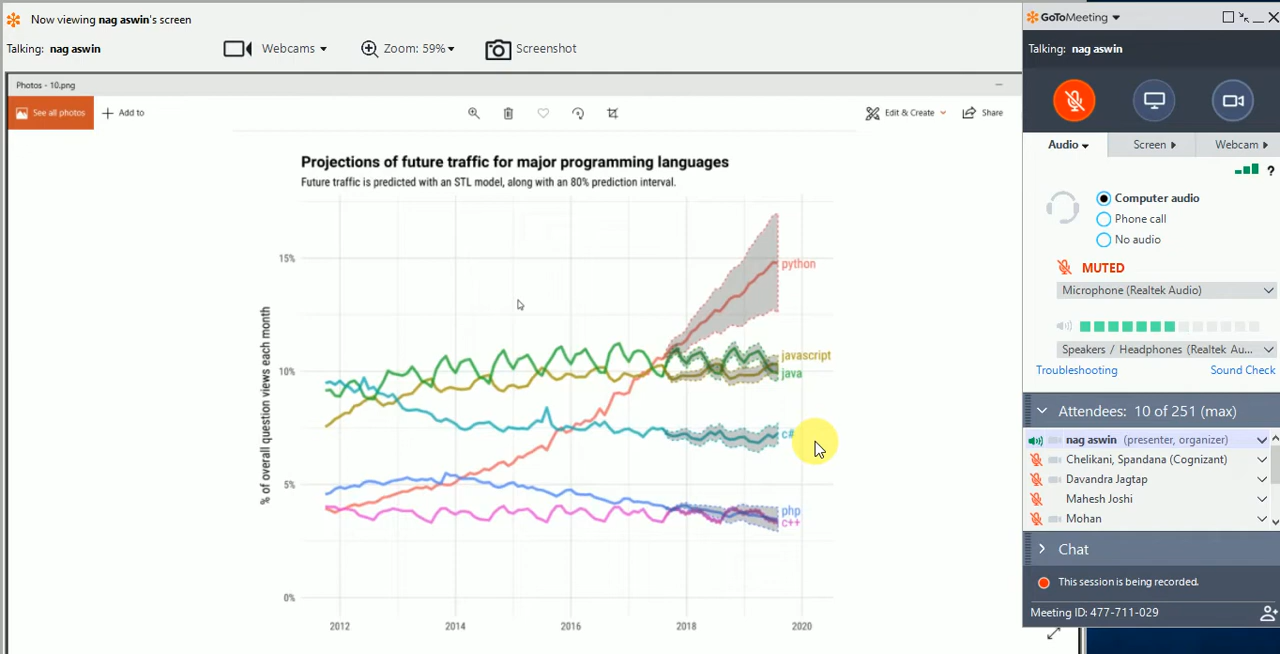 Now viewing nag aswin's screen
Talking: nag aswin
Webcams
Zoom: 59%
Screenshot
Photos - 10.png
See all photos
Add to
Edit & Create
Share
Projections of future traffic for major programming languages
Future traffic is predicted with an STL model, along with an 80% prediction interval.
% of overall question views each month
15%
10%
5%
0%
python
javascript
java
c#
php
c++
2012
2014
2016
2018
2020
GoToMeeting
Talking: nag aswin
Audio
Screen
Webcam
?
Computer audio
Phone call
No audio
MUTED
Microphone (Realtek Audio)
Speakers / Headphones (Realtek Au...
Troubleshooting
Sound Check
Attendees: 10 of 251 (max)
nag aswin (presenter, organizer)
Chelikani, Spandana (Cognizant)
Davandra Jagtap
Mahesh Joshi
Mohan
Chat
This session is being recorded.
Meeting ID: 477-711-029